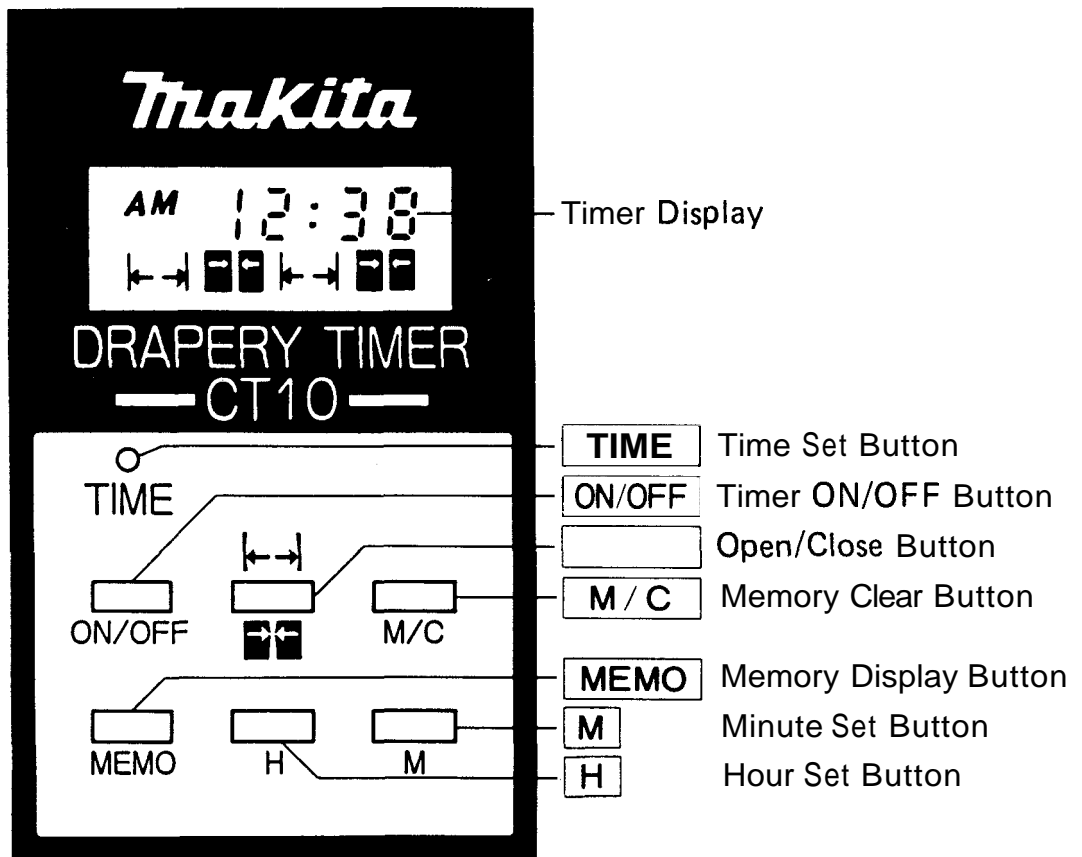 Makita
AM 12:38
Timer Display
DRAPERY TIMER
CT10
TIME
TIME Time Set Button
ON/OFF Timer ON/OFF Button
Open/Close Button
M/C Memory Clear Button
ON/OFF
M/C
MEMO Memory Display Button
M Minute Set Button
H Hour Set Button
MEMO
H
M